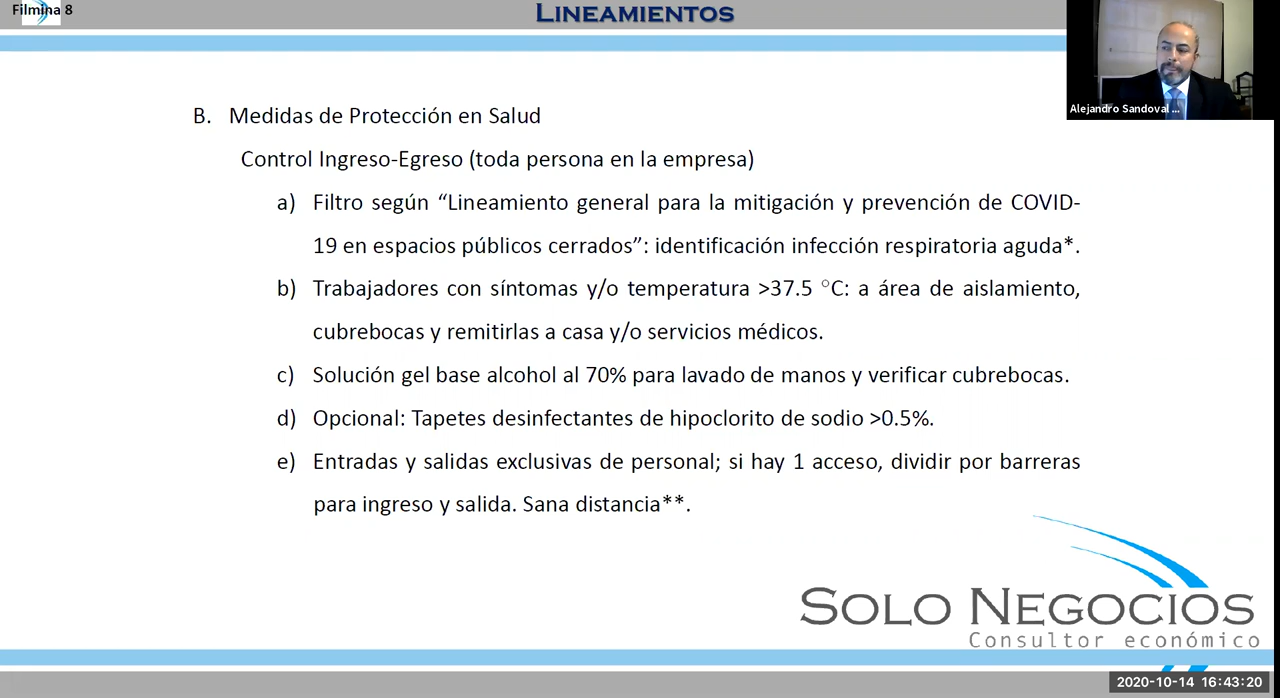 Filmina 8
LINEAMIENTOS
Alejandro Sandoval ...
B. Medidas de Protección en Salud
Control Ingreso-Egreso (toda persona en la empresa)
a) Filtro según “Lineamiento general para la mitigación y prevención de COVID-
19 en espacios públicos cerrados”: identificación infección respiratoria aguda*.
b) Trabajadores con síntomas y/o temperatura >37.5 °C: a área de aislamiento,
cubrebocas y remitirlas a casa y/o servicios médicos.
c) Solución gel base alcohol al 70% para lavado de manos y verificar cubrebocas.
d) Opcional: Tapetes desinfectantes de hipoclorito de sodio >0.5%.
e) Entradas y salidas exclusivas de personal; si hay 1 acceso, dividir por barreras
para ingreso y salida. Sana distancia**.
SOLO NEGOCIOS
Consultor económico
2020-10-14 16:43:20